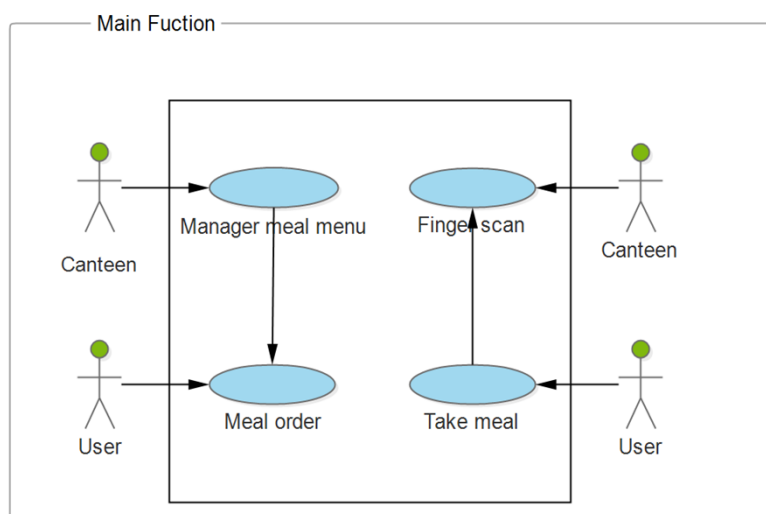 Main Fuction
Manager meal menu
Finger scan
Canteen
Canteen
Meal order
Take meal
User
User